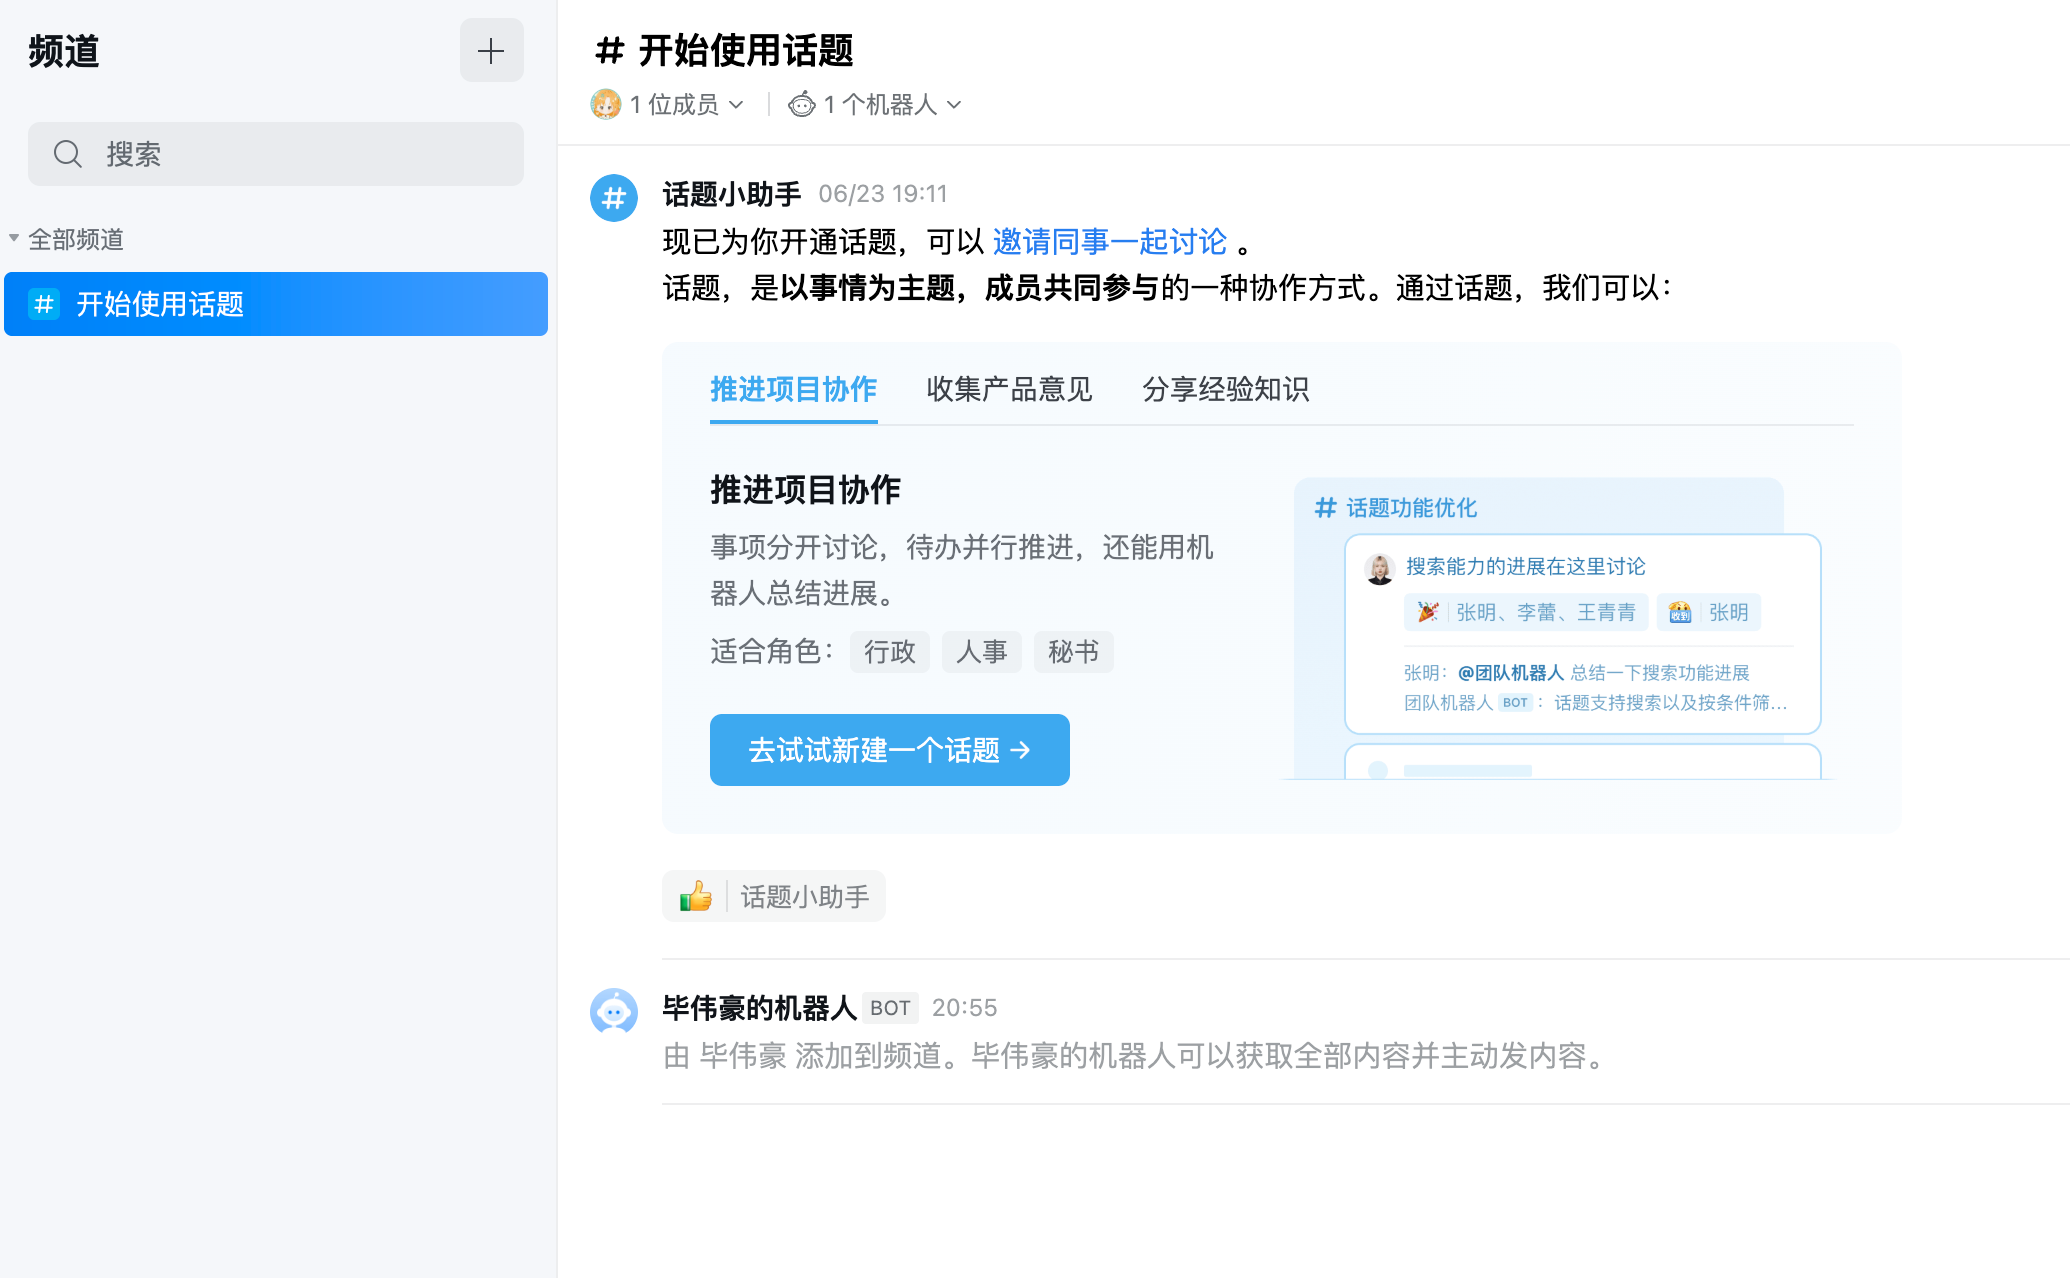 频道
搜索
全部频道
# 开始使用话题
# 开始使用话题
1 位成员
1 个机器人
话题小助手 06/23 19:11
现已为你开通话题，可以 邀请同事一起讨论 。
话题，是以事情为主题，成员共同参与的一种协作方式。通过话题，我们可以：
推进项目协作 收集产品意见 分享经验知识
推进项目协作
事项分开讨论，待办并行推进，还能用机
器人总结进展。
适合角色： 行政 人事 秘书
去试试新建一个话题 →
# 话题功能优化
搜索能力的进展在这里讨论
张明、李蕾、王青青 收到 张明
张明：@团队机器人 总结一下搜索功能进展
团队机器人 BOT ：话题支持搜索以及按条件筛...
话题小助手
毕伟豪的机器人 BOT 20:55
由 毕伟豪 添加到频道。毕伟豪的机器人可以获取全部内容并主动发内容。